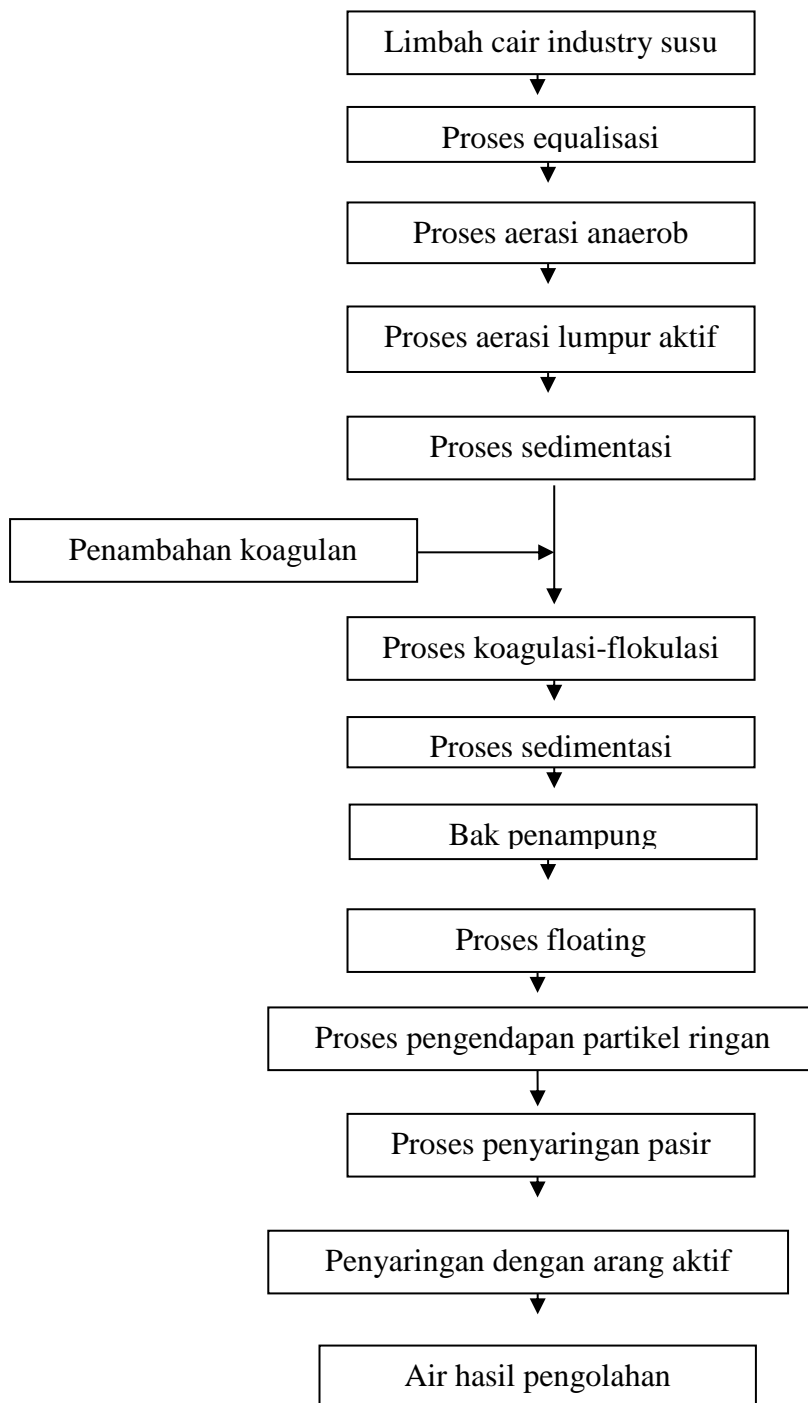 Limbah cair industry susu
Proses equalisasi
Proses aerasi anaerob
Proses aerasi lumpur aktif
Proses sedimentasi
Penambahan koagulan
Proses koagulasi-flokulasi
Proses sedimentasi
Bak penampung
Proses floating
Proses pengendapan partikel ringan
Proses penyaringan pasir
Penyaringan dengan arang aktif
Air hasil pengolahan